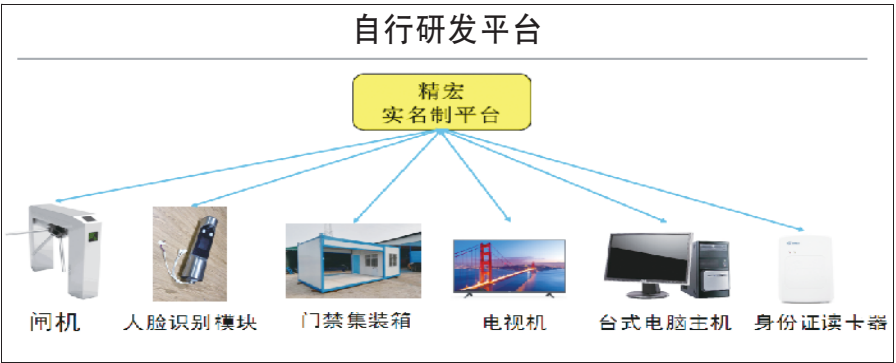 自行研发平台
精宏
实名制平台
闸机
人脸识别模块
门禁集装箱
电视机
台式电脑主机
身份证读卡器